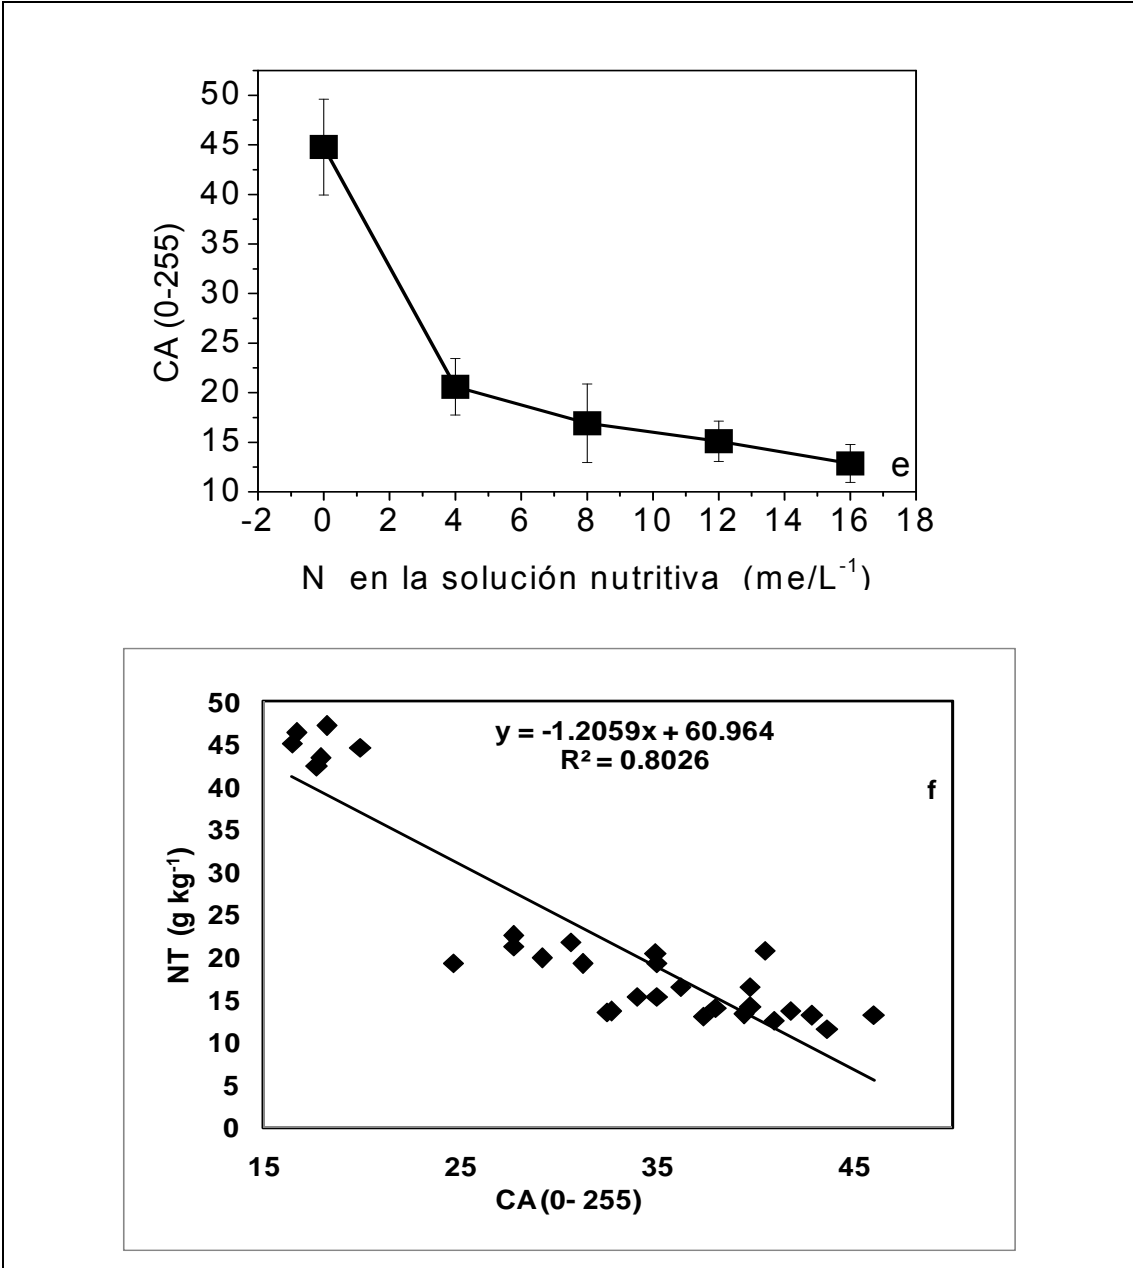 50
45
40
35
30
25
20
15
10
CA (0-255)
e
-2 0 2 4 6 8 10 12 14 16 18
N en la solución nutritiva (me/L⁻¹)
50
45
40
35
30
25
20
15
10
5
0
NT (g kg⁻¹)
y = -1.2059x + 60.964
R² = 0.8026
f
15 25 35 45
CA (0- 255)